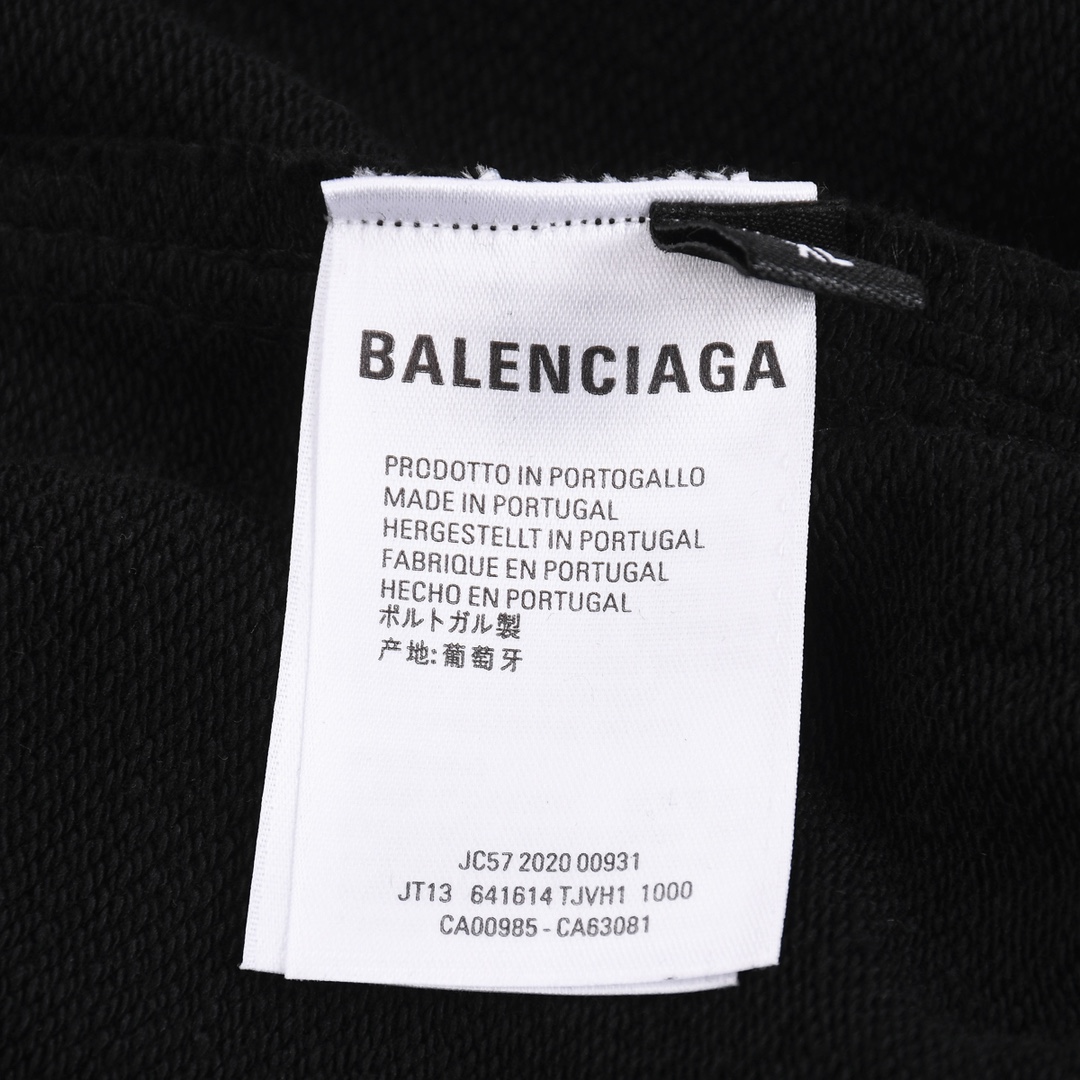 BALENCIAGA
PRODOTTO IN PORTOGALLO
MADE IN PORTUGAL
HERGESTELLT IN PORTUGAL
FABRIQUE EN PORTUGAL
HECHO EN PORTUGAL
ポルトガル製
产地:葡萄牙
JC57 2020 00931
JT13 641614 TJVH1 1000
CA00985 - CA63081